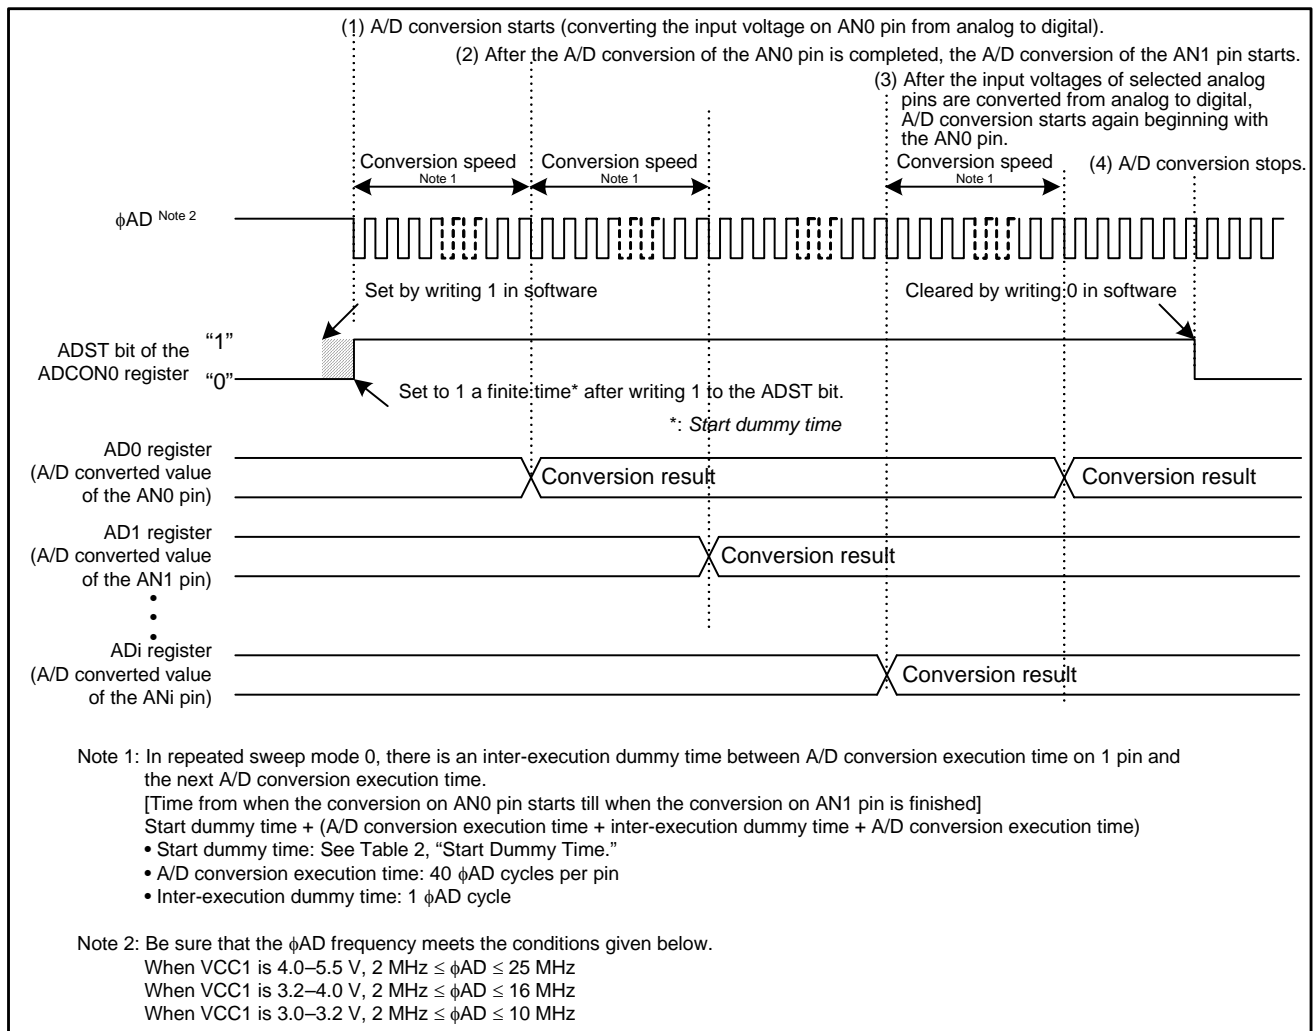 (1) A/D conversion starts (converting the input voltage on AN0 pin from analog to digital).
(2) After the A/D conversion of the AN0 pin is completed, the A/D conversion of the AN1 pin starts.
(3) After the input voltages of selected analog
pins are converted from analog to digital,
A/D conversion starts again beginning with
the AN0 pin.
(4) A/D conversion stops.
Conversion speed
Note 1
Conversion speed
Note 1
Conversion speed
Note 1
ϕAD Note 2
Set by writing 1 in software
Cleared by writing 0 in software
ADST bit of the
ADCON0 register
“1”
“0”
Set to 1 a finite time* after writing 1 to the ADST bit.
*: Start dummy time
AD0 register
(A/D converted value
of the AN0 pin)
Conversion result
Conversion result
AD1 register
(A/D converted value
of the AN1 pin)
Conversion result
•
•
•
ADi register
(A/D converted value
of the ANi pin)
Conversion result
Note 1: In repeated sweep mode 0, there is an inter-execution dummy time between A/D conversion execution time on 1 pin and
the next A/D conversion execution time.
[Time from when the conversion on AN0 pin starts till when the conversion on AN1 pin is finished]
Start dummy time + (A/D conversion execution time + inter-execution dummy time + A/D conversion execution time)
• Start dummy time: See Table 2, “Start Dummy Time.”
• A/D conversion execution time: 40 ϕAD cycles per pin
• Inter-execution dummy time: 1 ϕAD cycle
Note 2: Be sure that the ϕAD frequency meets the conditions given below.
When VCC1 is 4.0–5.5 V, 2 MHz ≤ ϕAD ≤ 25 MHz
When VCC1 is 3.2–4.0 V, 2 MHz ≤ ϕAD ≤ 16 MHz
When VCC1 is 3.0–3.2 V, 2 MHz ≤ ϕAD ≤ 10 MHz